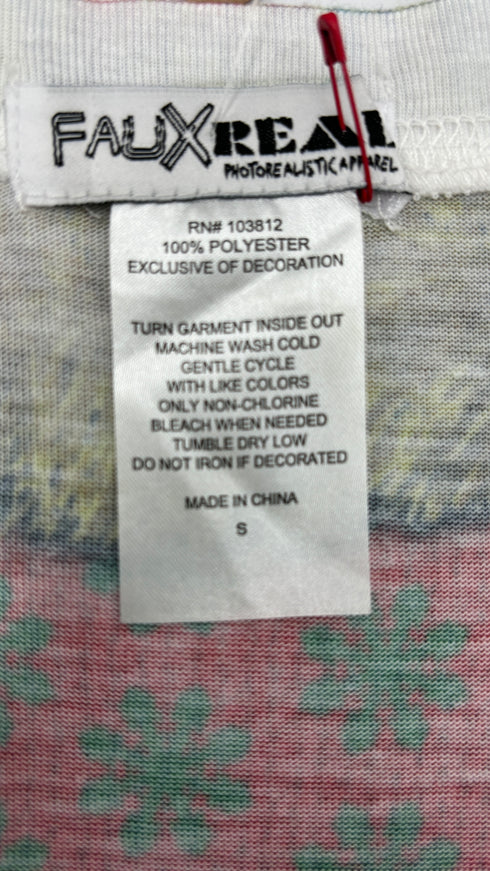 FAUXREAL
PHOTOREALISTIC APPAREL
RN# 103812
100% POLYESTER
EXCLUSIVE OF DECORATION
TURN GARMENT INSIDE OUT
MACHINE WASH COLD
GENTLE CYCLE
WITH LIKE COLORS
ONLY NON-CHLORINE
BLEACH WHEN NEEDED
TUMBLE DRY LOW
DO NOT IRON IF DECORATED
MADE IN CHINA
S